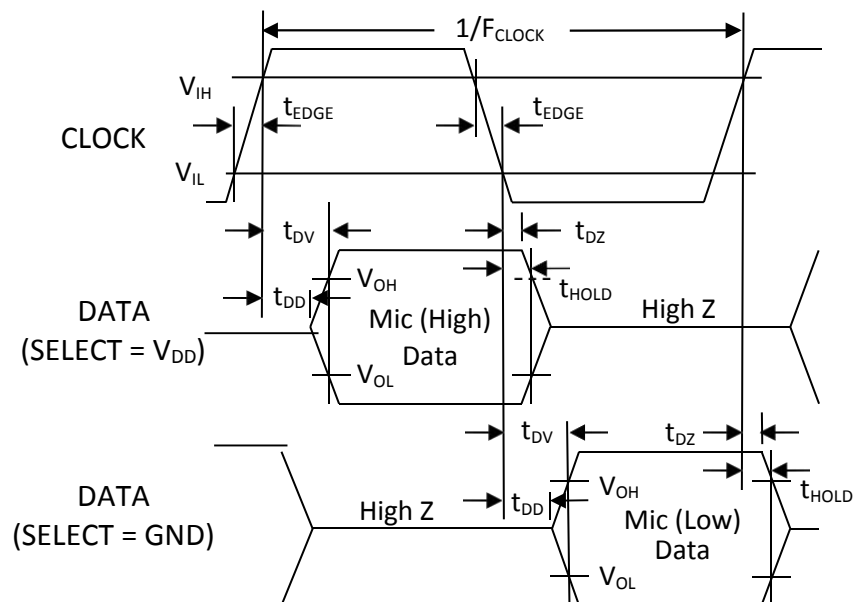 1/FCLOCK
VIH
tEDGE
tEDGE
CLOCK
VIL
tDV
tDZ
VOH
tDD
tHOLD
DATA
(SELECT = VDD)
Mic (High)
Data
High Z
VOL
tDV
tDZ
VOH
tHOLD
tDD
DATA
(SELECT = GND)
High Z
Mic (Low)
Data
VOL